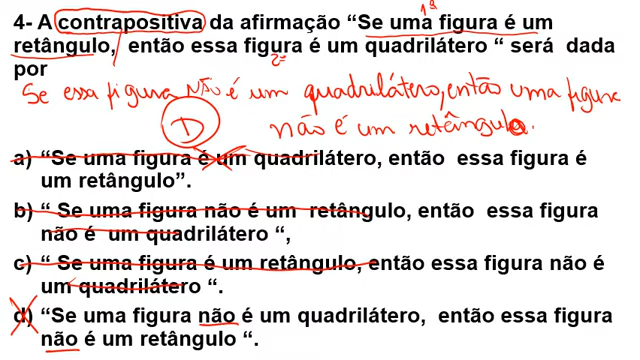 1ª
4- A contrapositiva da afirmação “Se uma figura é um
retângulo, então essa figura é um quadrilátero “ será dada
2ª
por
Se essa figura não é um quadrilátero, então uma figura
não é um retângulo.
D
a) “Se uma figura é um quadrilátero, então essa figura é
um retângulo”.
b) “ Se uma figura não é um retângulo, então essa figura
não é um quadrilátero “,
c) “ Se uma figura é um retângulo, então essa figura não é
um quadrilátero “.
d) “Se uma figura não é um quadrilátero, então essa figura
não é um retângulo “.